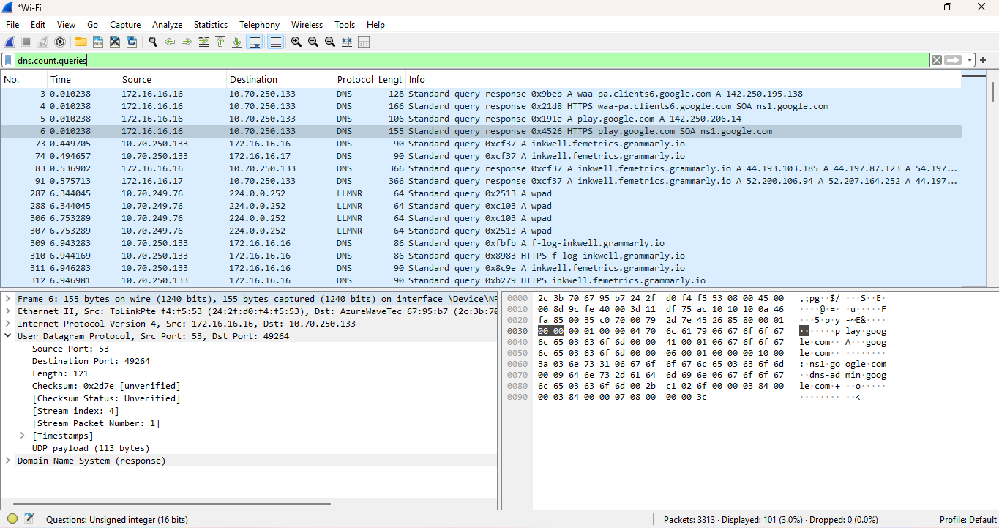 *Wi-Fi
File Edit View Go Capture Analyze Statistics Telephony Wireless Tools Help
dns.count.queries
No. Time Source Destination Protocol Lengtl Info
3 0.010238 172.16.16.16 10.70.250.133 DNS 128 Standard query response 0x9beb A waa-pa.clients6.google.com A 142.250.195.138
4 0.010238 172.16.16.16 10.70.250.133 DNS 166 Standard query response 0x21d8 HTTPS waa-pa.clients6.google.com SOA ns1.google.com
5 0.010238 172.16.16.16 10.70.250.133 DNS 106 Standard query response 0x191e A play.google.com A 142.250.206.14
6 0.010238 172.16.16.16 10.70.250.133 DNS 155 Standard query response 0x4526 HTTPS play.google.com SOA ns1.google.com
73 0.449705 10.70.250.133 172.16.16.16 DNS 90 Standard query 0xcf37 A inkwell.femetrics.grammarly.io
74 0.494657 10.70.250.133 172.16.16.17 DNS 90 Standard query 0xcf37 A inkwell.femetrics.grammarly.io
83 0.536902 172.16.16.16 10.70.250.133 DNS 366 Standard query response 0xcf37 A inkwell.femetrics.grammarly.io A 44.193.103.185 A 44.197.87.123 A 54.197.…
91 0.575713 172.16.16.17 10.70.250.133 DNS 366 Standard query response 0xcf37 A inkwell.femetrics.grammarly.io A 52.200.106.94 A 52.207.164.252 A 44.197.…
287 6.344045 10.70.249.76 224.0.0.252 LLMNR 64 Standard query 0x2513 A wpad
288 6.344045 10.70.249.76 224.0.0.252 LLMNR 64 Standard query 0xc103 A wpad
306 6.753289 10.70.249.76 224.0.0.252 LLMNR 64 Standard query 0xc103 A wpad
307 6.753289 10.70.249.76 224.0.0.252 LLMNR 64 Standard query 0x2513 A wpad
309 6.943283 10.70.250.133 172.16.16.16 DNS 86 Standard query 0xfbfb A f-log-inkwell.grammarly.io
310 6.944169 10.70.250.133 172.16.16.16 DNS 86 Standard query 0x8983 HTTPS f-log-inkwell.grammarly.io
311 6.946283 10.70.250.133 172.16.16.16 DNS 90 Standard query 0x8c9e A inkwell.femetrics.grammarly.io
312 6.946981 10.70.250.133 172.16.16.16 DNS 90 Standard query 0xb279 HTTPS inkwell.femetrics.grammarly.io
Frame 6: 155 bytes on wire (1240 bits), 155 bytes captured (1240 bits) on interface \Device\NF
Ethernet II, Src: TpLinkPte_f4:f5:53 (24:2f:d0:f4:f5:53), Dst: AzureWaveTec_67:95:b7 (2c:3b:70
Internet Protocol Version 4, Src: 172.16.16.16, Dst: 10.70.250.133
User Datagram Protocol, Src Port: 53, Dst Port: 49264
Source Port: 53
Destination Port: 49264
Length: 121
Checksum: 0x2d7e [unverified]
[Checksum Status: Unverified]
[Stream index: 4]
[Stream Packet Number: 1]
[Timestamps]
UDP payload (113 bytes)
Domain Name System (response)
0000 2c 3b 70 67 95 b7 24 2f d0 f4 f5 53 08 00 45 00 ,;pg··$/ ···S··E·
0010 00 8d 9c fe 40 00 3d 11 df 75 ac 10 10 10 0a 46 ····@·=· ·u·····F
0020 fa 85 00 35 c0 70 00 79 2d 7e 45 26 85 80 00 01 ···5·p·y -~E&····
0030 00 00 00 01 00 00 04 70 6c 61 79 06 67 6f 6f 67 ·······p lay·goog
0040 6c 65 03 63 6f 6d 00 00 41 00 01 06 67 6f 6f 67 le·com·· A···goog
0050 6c 65 03 63 6f 6d 00 00 06 00 01 00 00 00 10 00 le·com·· ········
0060 3a 03 6e 73 31 06 67 6f 6f 67 6c 65 03 63 6f 6d :·ns1·go ogle·com
0070 00 09 64 6e 73 2d 61 64 6d 69 6e 06 67 6f 6f 67 ··dns-ad min·goog
0080 6c 65 03 63 6f 6d 00 2b c1 02 6f 00 00 03 84 00 le·com·+ ··o·····
0090 00 03 84 00 00 07 08 00 00 00 3c ········ ··<
Questions: Unsigned integer (16 bits)
Packets: 3313 · Displayed: 101 (3.0%) · Dropped: 0 (0.0%)
Profile: Default